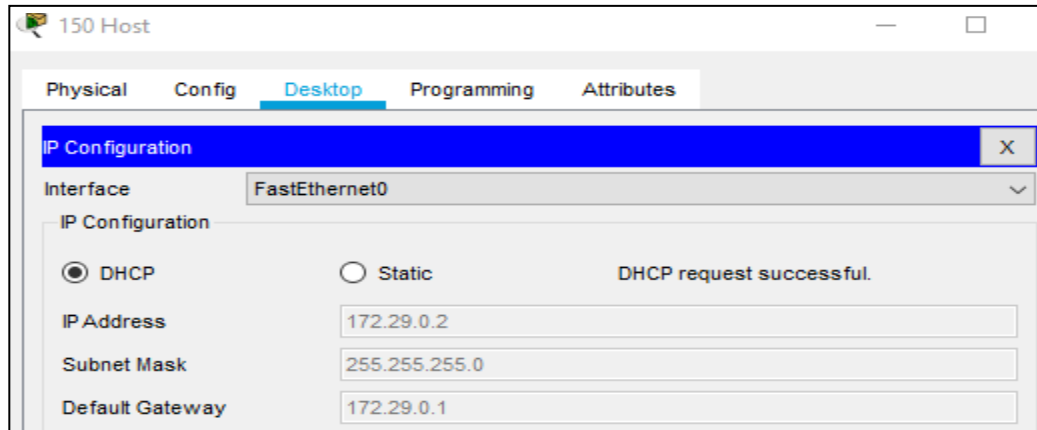 150 Host
Physical Config Desktop Programming Attributes
IP Configuration X
Interface FastEthernet0
IP Configuration
DHCP Static DHCP request successful.
IP Address 172.29.0.2
Subnet Mask 255.255.255.0
Default Gateway 172.29.0.1